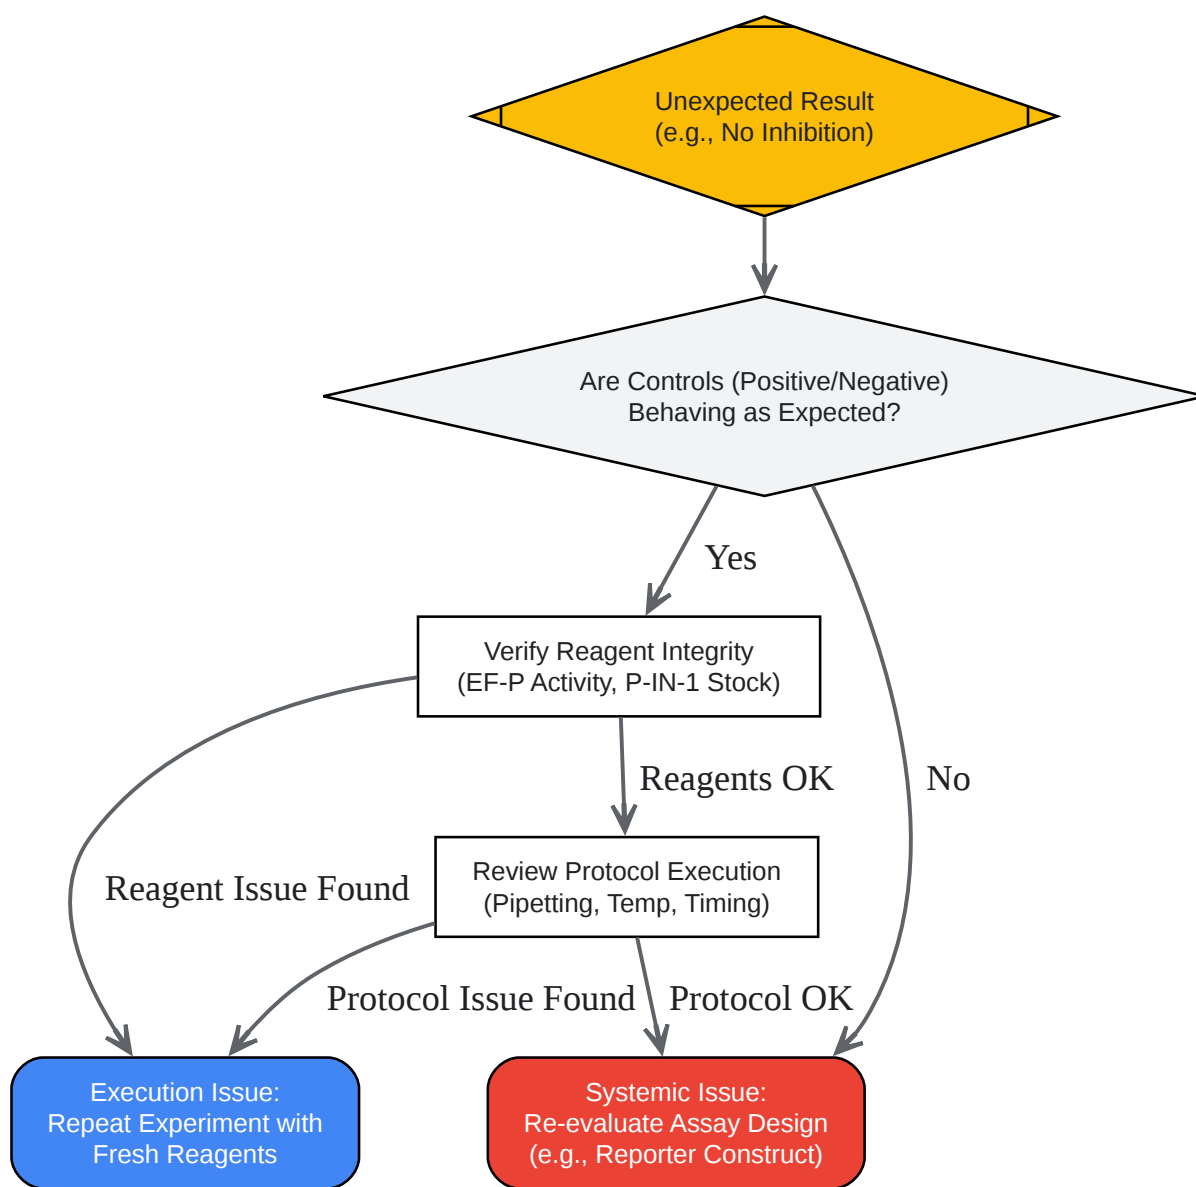 Unexpected Result
(e.g., No Inhibition)
Are Controls (Positive/Negative)
Behaving as Expected?
Yes
Verify Reagent Integrity
(EF-P Activity, P-IN-1 Stock)
Reagents OK
No
Review Protocol Execution
(Pipetting, Temp, Timing)
Reagent Issue Found
Protocol Issue Found
Protocol OK
Execution Issue:
Repeat Experiment with
Fresh Reagents
Systemic Issue:
Re-evaluate Assay Design
(e.g., Reporter Construct)